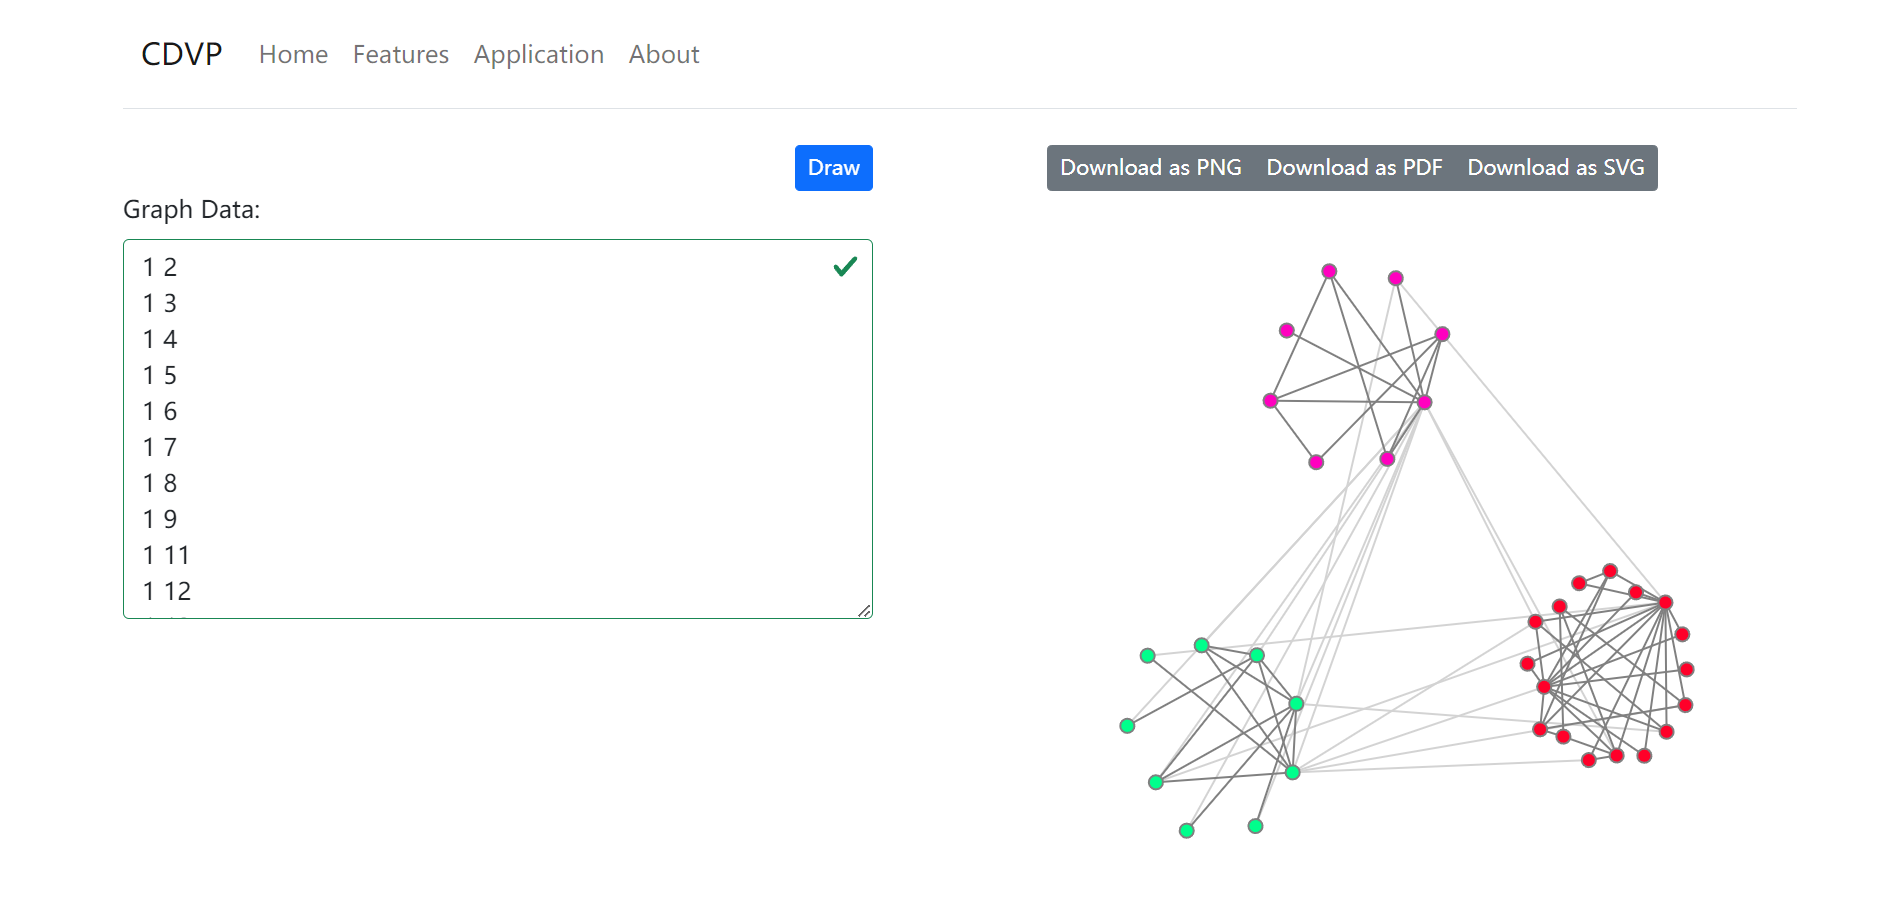 CDVP Home Features Application About
Draw
Download as PNG Download as PDF Download as SVG
Graph Data:
1 2
1 3
1 4
1 5
1 6
1 7
1 8
1 9
1 11
1 12